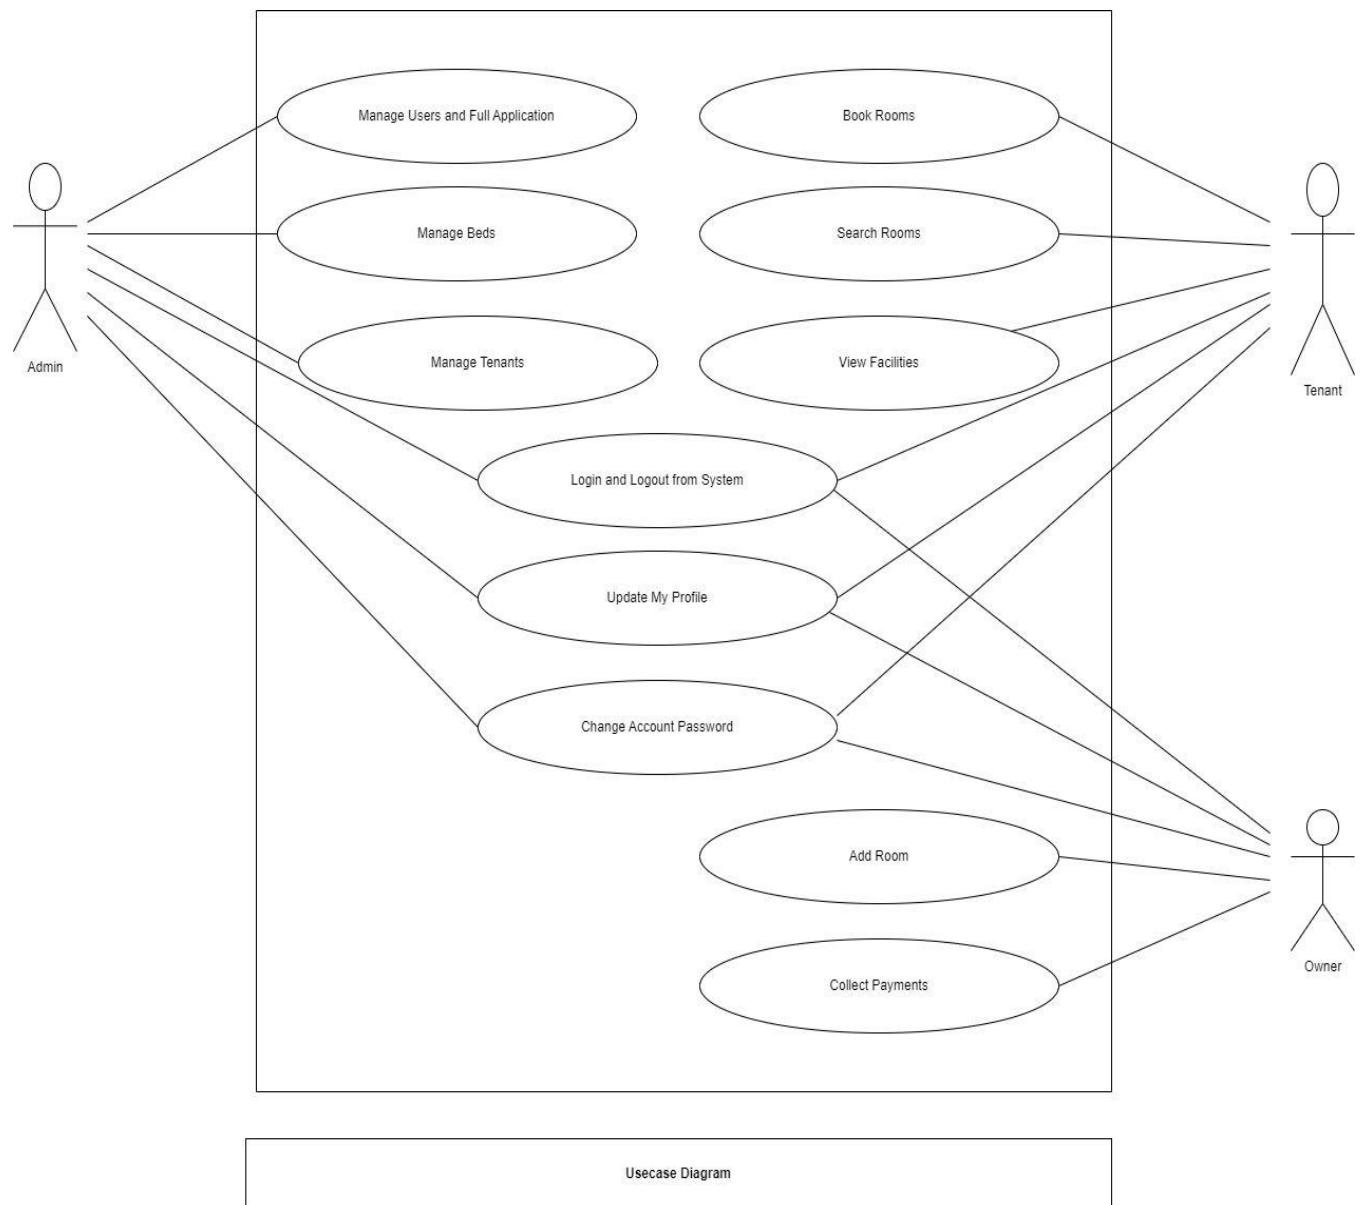 Manage Users and Full Application
Book Rooms
Manage Beds
Search Rooms
Manage Tenants
View Facilities
Admin
Tenant
Login and Logout from System
Update My Profile
Change Account Password
Add Room
Owner
Collect Payments
Usecase Diagram